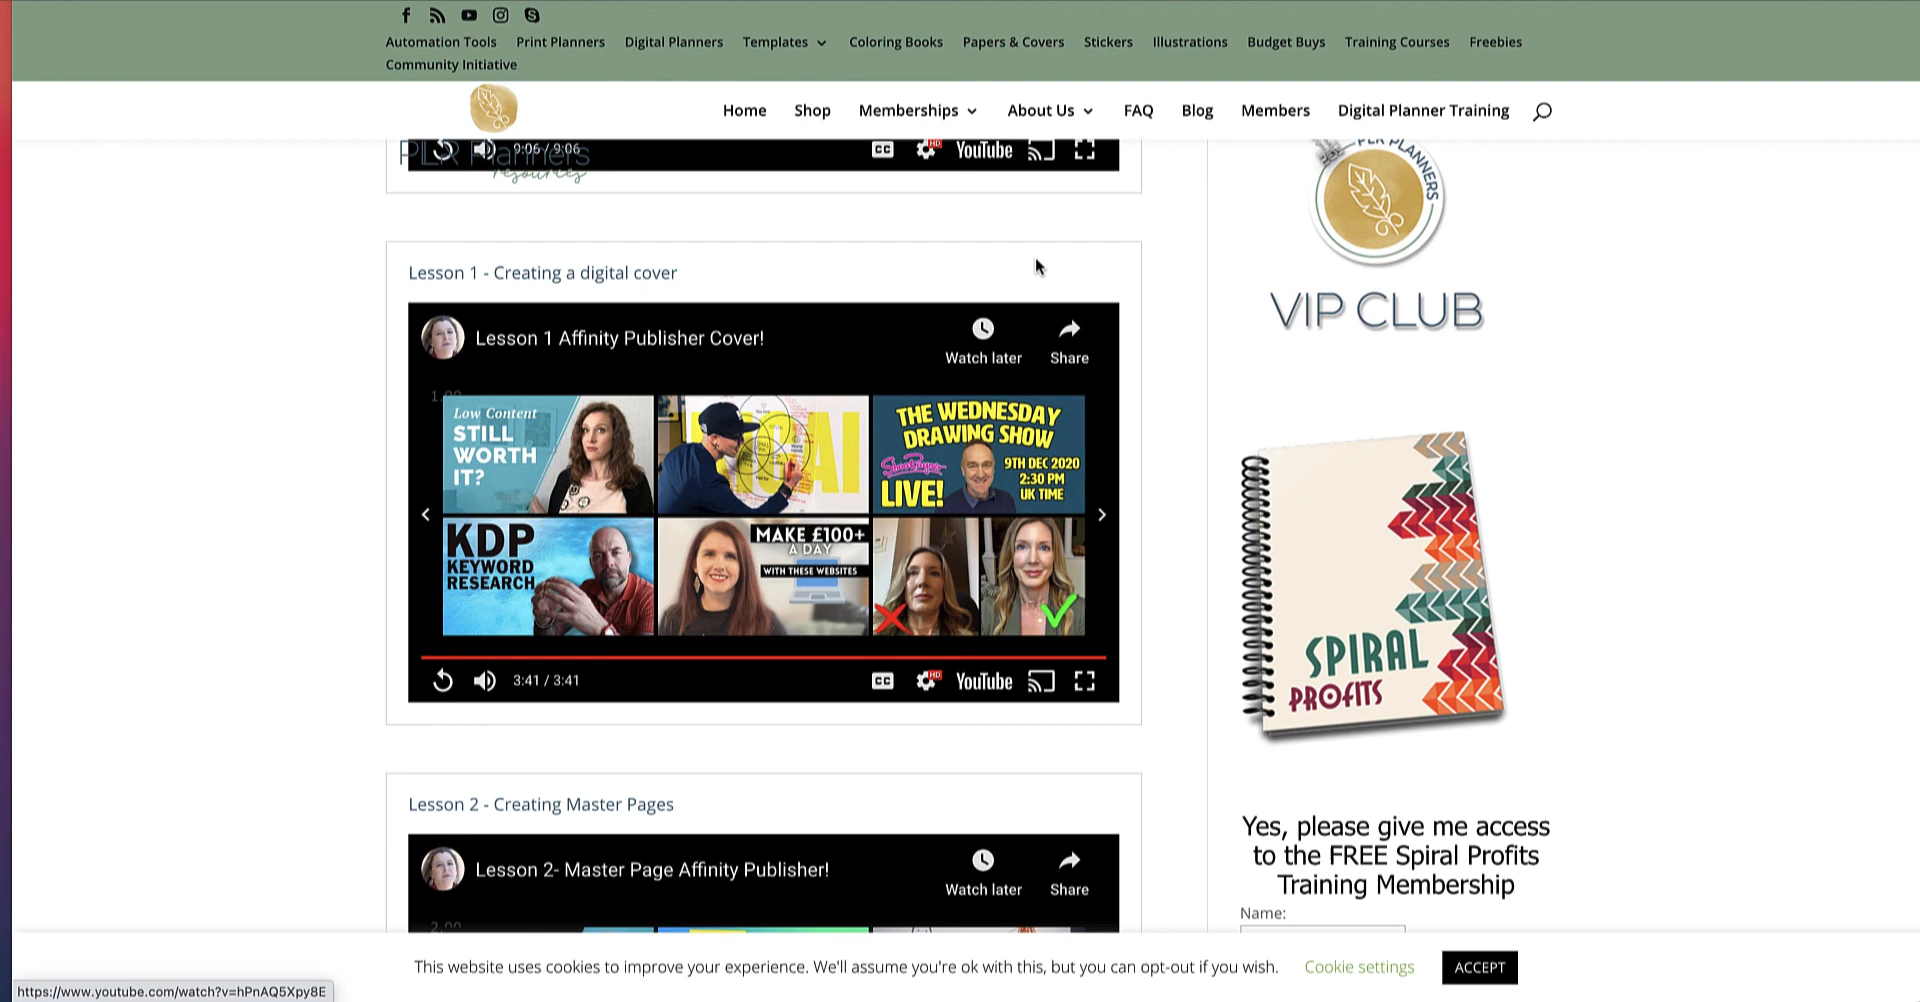 Automation Tools Print Planners Digital Planners Templates Coloring Books Papers & Covers Stickers Illustrations Budget Buys Training Courses Freebies
Community Initiative
Home Shop Memberships About Us FAQ Blog Members Digital Planner Training
PLR Planners
resources
9:06 / 9:06
CC HD YouTube
PLR PLANNERS
VIP CLUB
Lesson 1 - Creating a digital cover
Lesson 1 Affinity Publisher Cover!
Watch later Share
Low Content
STILL
WORTH
IT?
THE WEDNESDAY
DRAWING SHOW
9TH DEC 2020
2:30 PM
UK TIME
LIVE!
KDP
KEYWORD
RESEARCH
MAKE £100+
A DAY
WITH THESE WEBSITES
3:41 / 3:41
CC HD YouTube
SPIRAL
PROFITS
Lesson 2 - Creating Master Pages
Lesson 2- Master Page Affinity Publisher!
Watch later Share
Yes, please give me access
to the FREE Spiral Profits
Training Membership
Name:
This website uses cookies to improve your experience. We'll assume you're ok with this, but you can opt-out if you wish. Cookie settings ACCEPT
https://www.youtube.com/watch?v=hPnAQ5Xpy8E